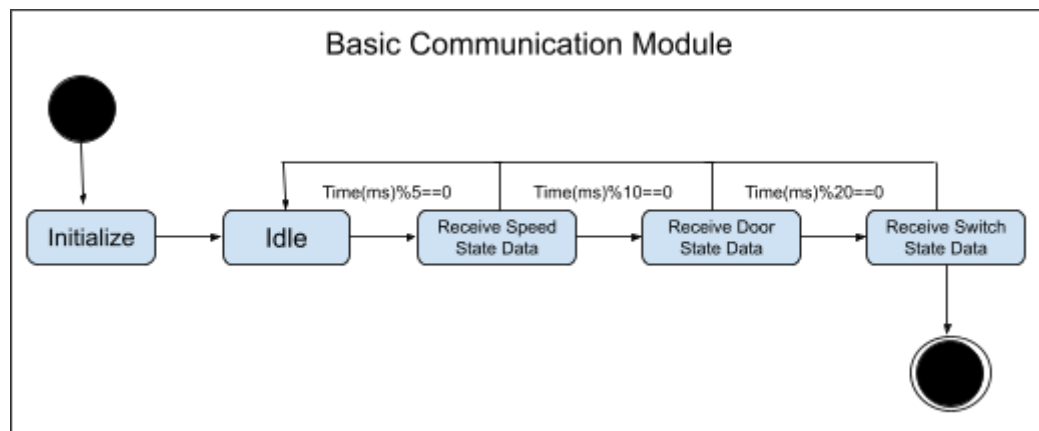 Basic Communication Module
Time(ms)%5==0
Time(ms)%10==0
Time(ms)%20==0
Initialize
Idle
Receive Speed
State Data
Receive Door
State Data
Receive Switch
State Data